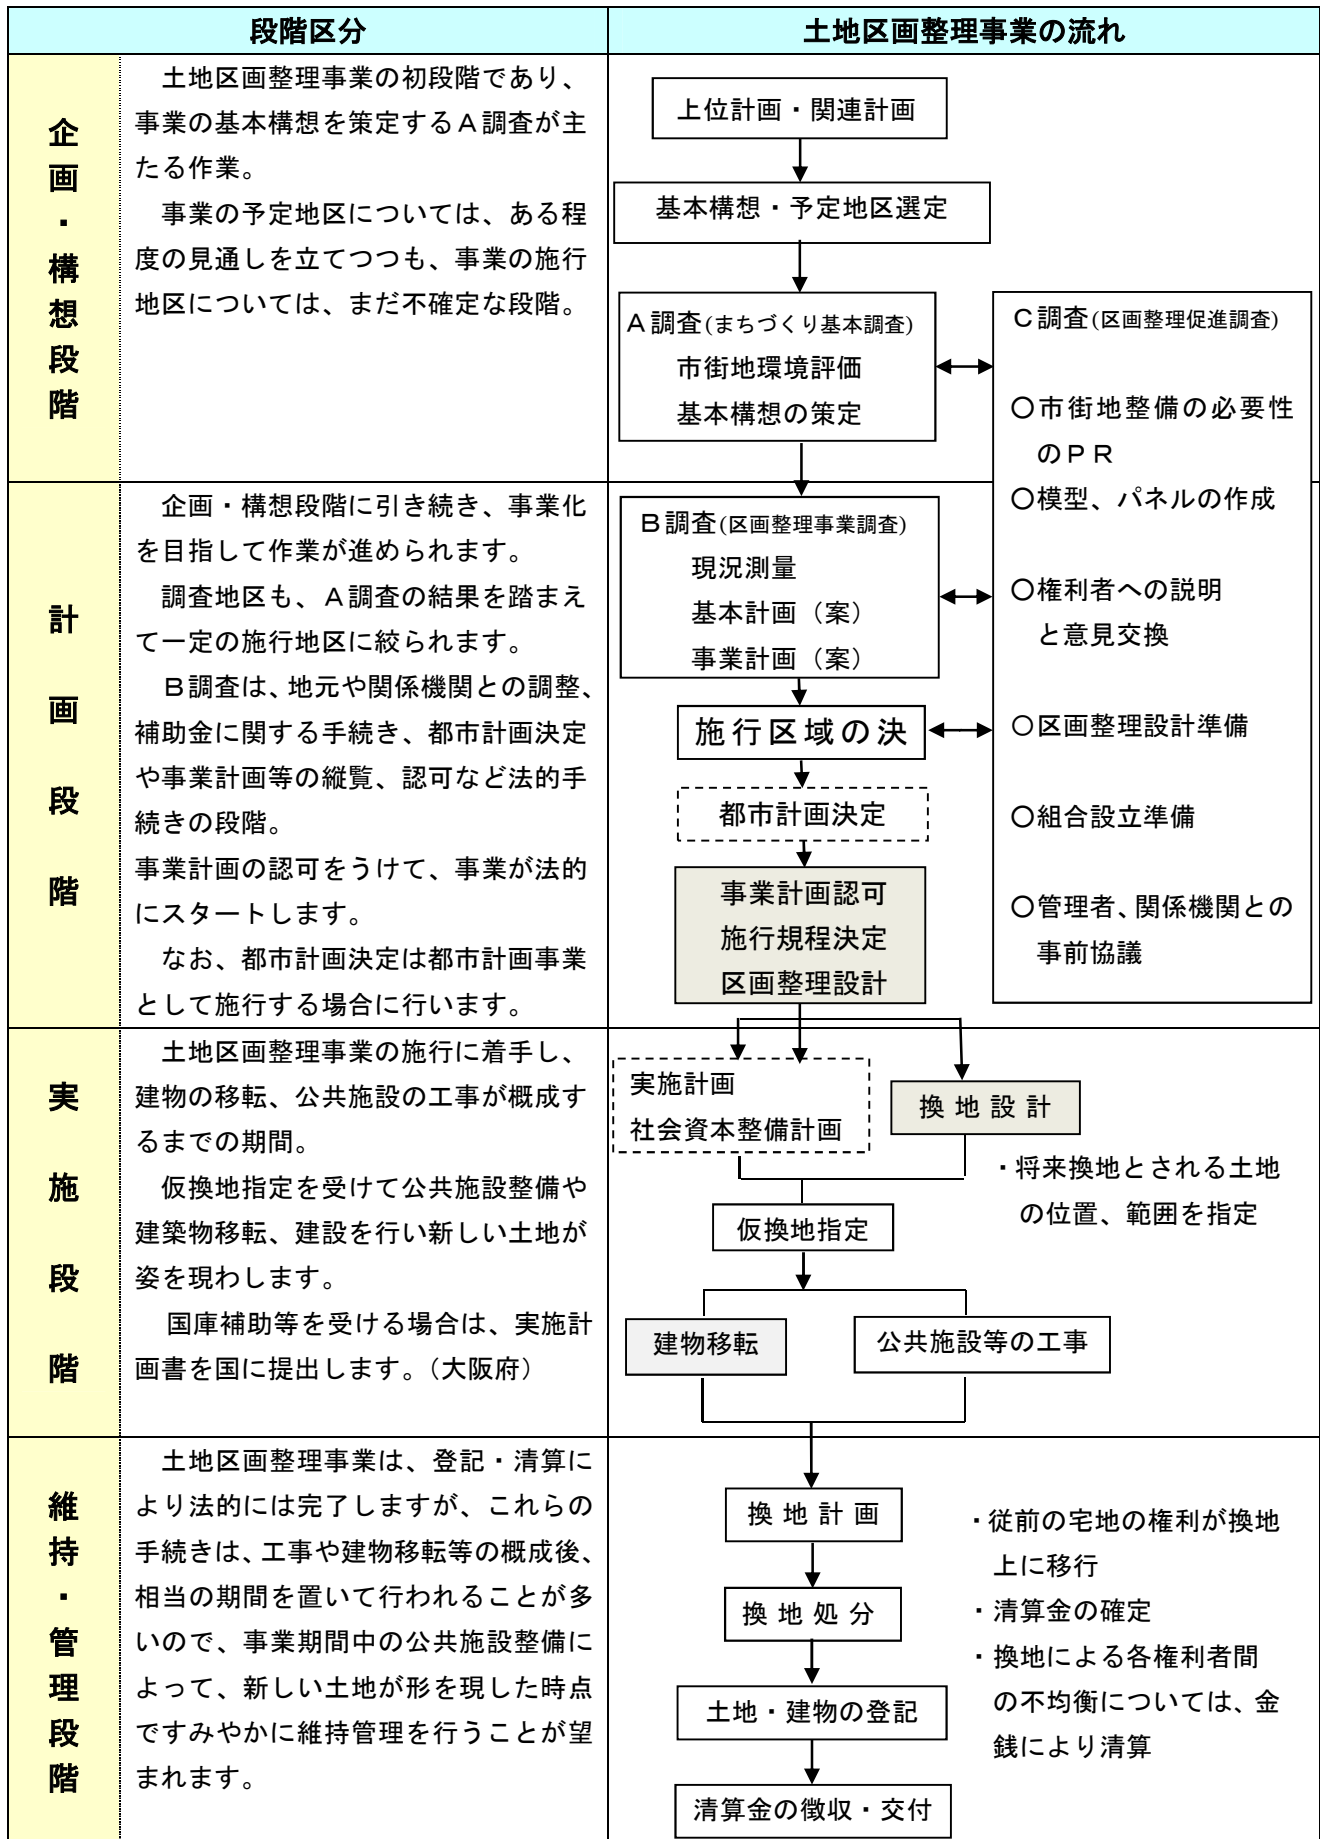 段階区分
土地区画整理事業の流れ
企画・構想段階
土地区画整理事業の初段階であり、
事業の基本構想を策定するＡ調査が主
たる作業。
事業の予定地区については、ある程
度の見通しを立てつつも、事業の施行
地区については、まだ不確定な段階。
上位計画・関連計画
基本構想・予定地区選定
Ａ調査(まちづくり基本調査)
市街地環境評価
基本構想の策定
Ｃ調査(区画整理促進調査)
〇市街地整備の必要性
のＰＲ
〇模型、パネルの作成
〇権利者への説明
と意見交換
〇区画整理設計準備
〇組合設立準備
〇管理者、関係機関との
事前協議
計画段階
企画・構想段階に引き続き、事業化
を目指して作業が進められます。
調査地区も、Ａ調査の結果を踏まえ
て一定の施行地区に絞られます。
Ｂ調査は、地元や関係機関との調整、
補助金に関する手続き、都市計画決定
や事業計画等の縦覧、認可など法的手
続きの段階。
事業計画の認可をうけて、事業が法的
にスタートします。
なお、都市計画決定は都市計画事業
として施行する場合に行います。
Ｂ調査(区画整理事業調査)
現況測量
基本計画（案）
事業計画（案）
施行区域の決
都市計画決定
事業計画認可
施行規程決定
区画整理設計
実施段階
土地区画整理事業の施行に着手し、
建物の移転、公共施設の工事が概成す
るまでの期間。
仮換地指定を受けて公共施設整備や
建築物移転、建設を行い新しい土地が
姿を現わします。
国庫補助等を受ける場合は、実施計
画書を国に提出します。（大阪府）
実施計画
社会資本整備計画
換地設計
・将来換地とされる土地
の位置、範囲を指定
仮換地指定
建物移転
公共施設等の工事
維持・管理段階
土地区画整理事業は、登記・清算に
より法的には完了しますが、これらの
手続きは、工事や建物移転等の概成後、
相当の期間を置いて行われることが多
いので、事業期間中の公共施設整備に
よって、新しい土地が形を現した時点
ですみやかに維持管理を行うことが望
まれます。
換地計画
換地処分
土地・建物の登記
清算金の徴収・交付
・従前の宅地の権利が換地
上に移行
・清算金の確定
・換地による各権利者間
の不均衡については、金
銭により清算